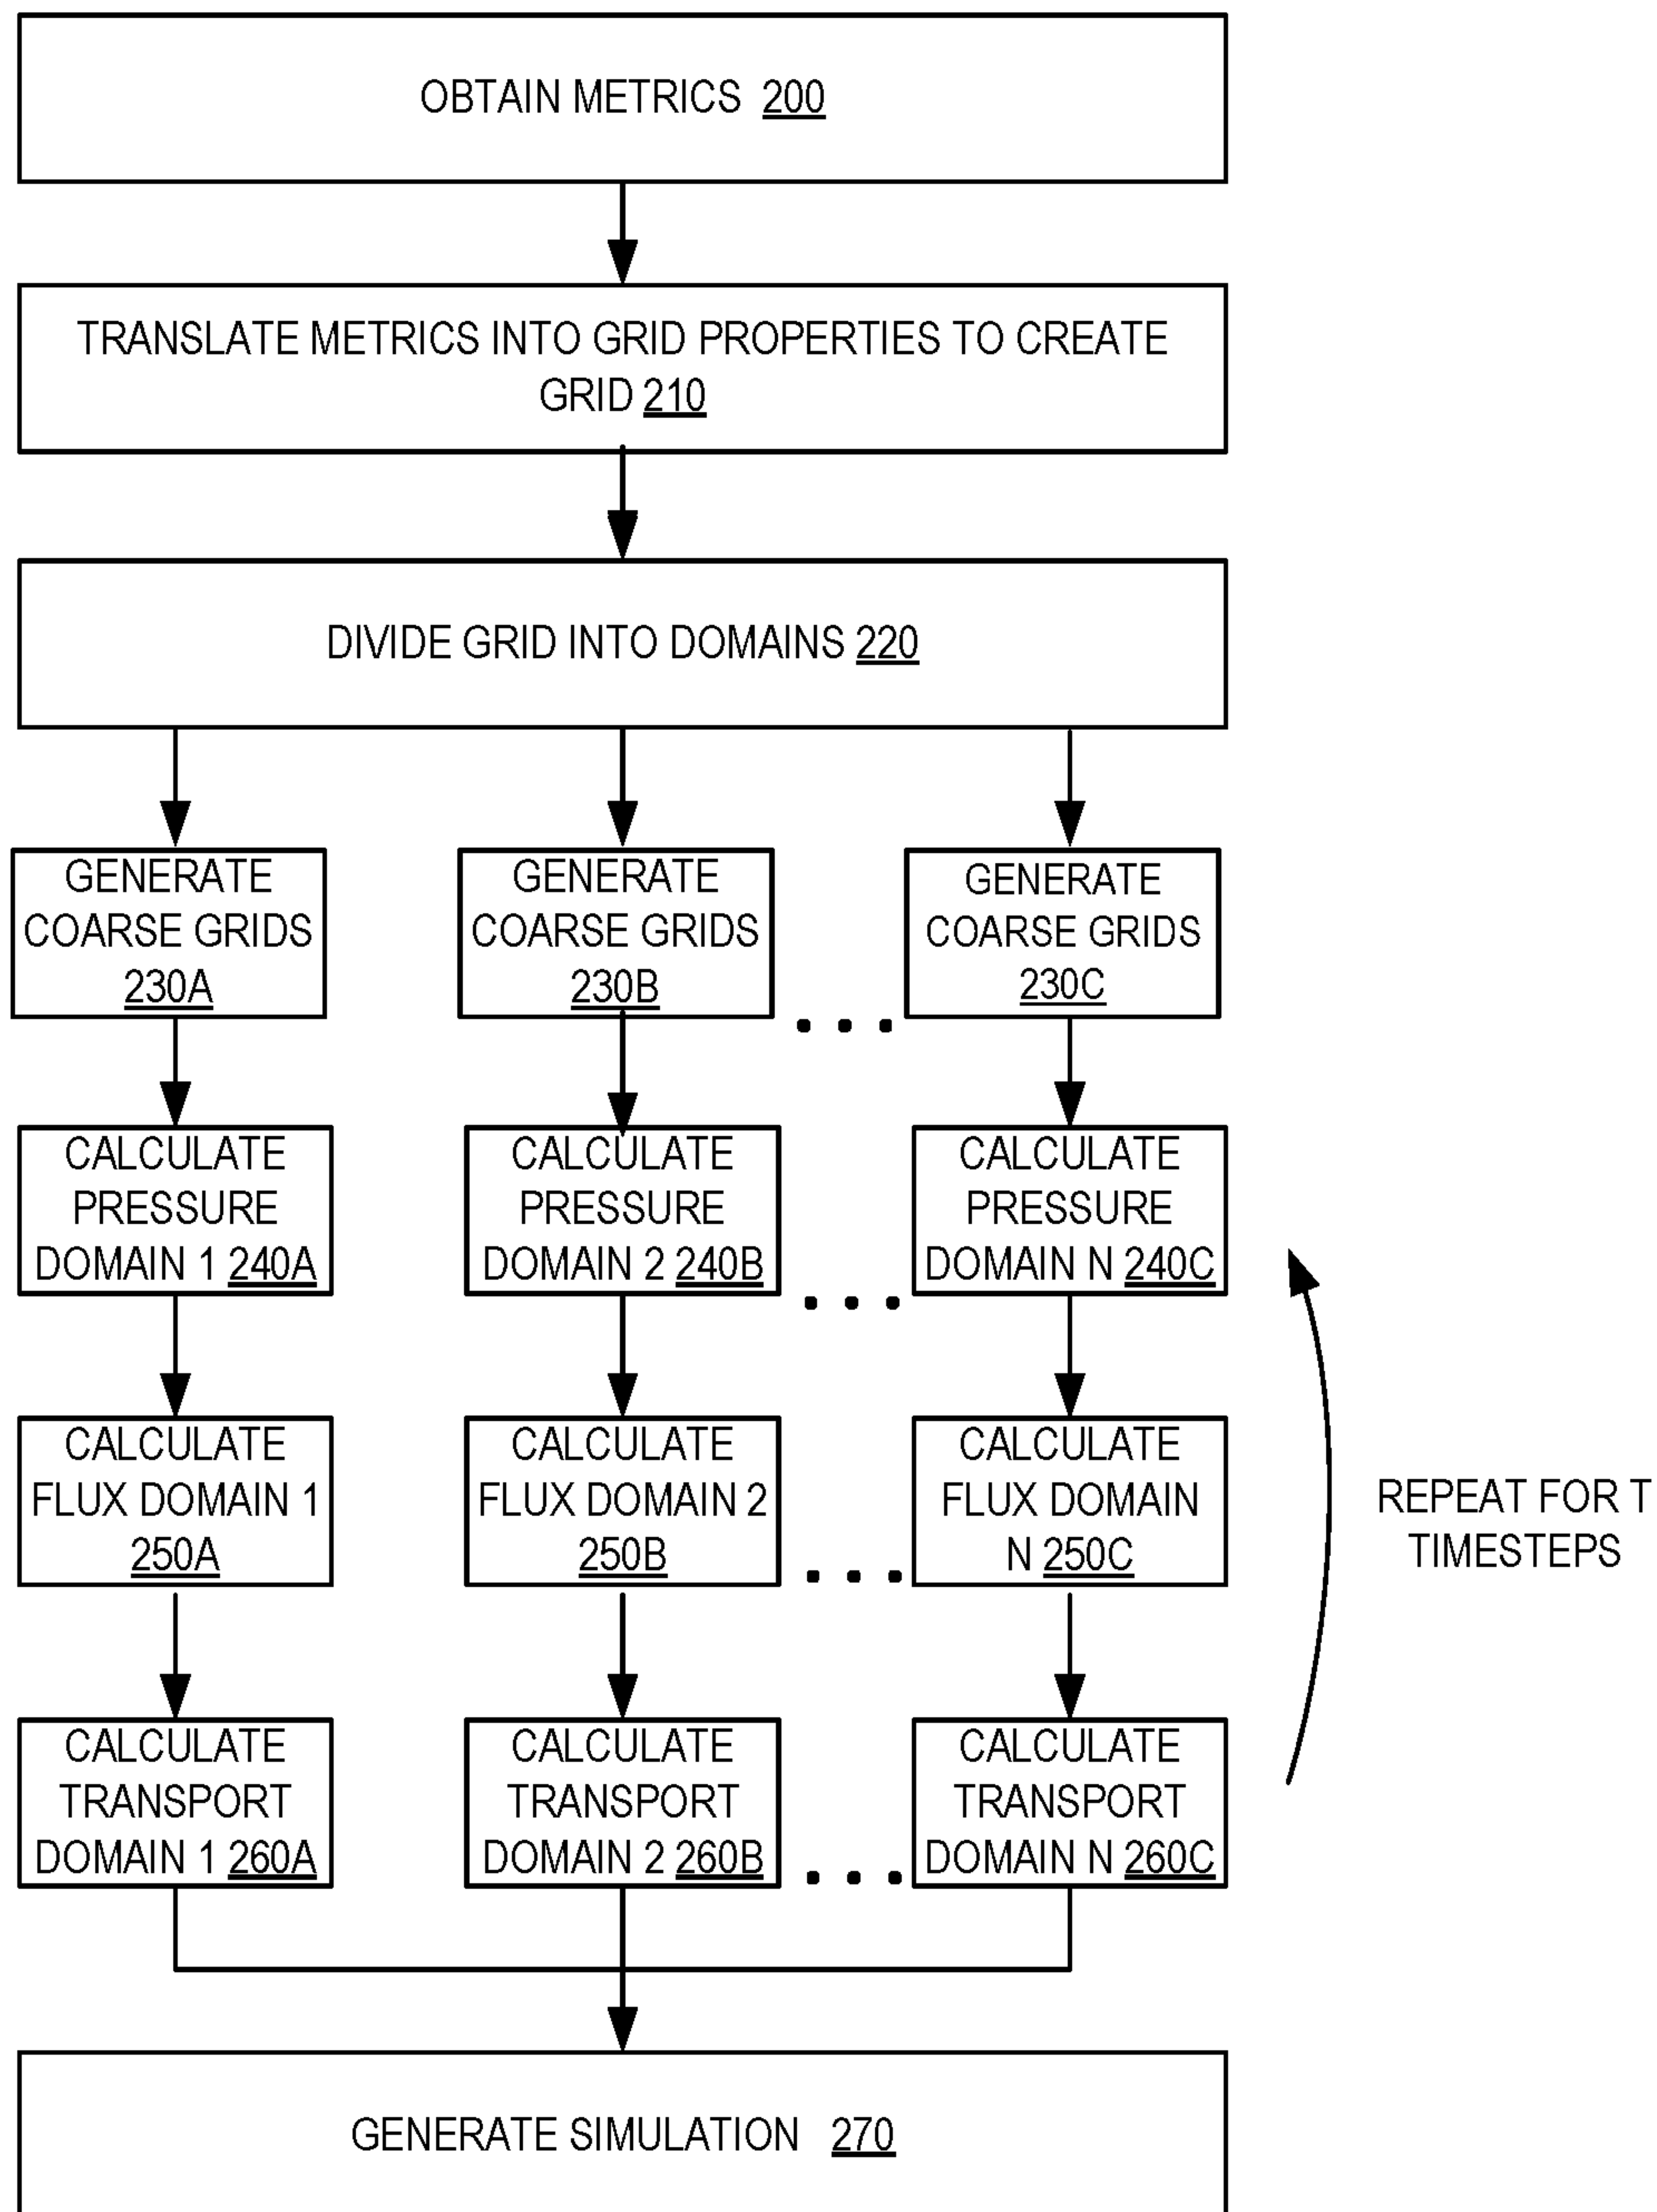 OBTAIN METRICS 200
TRANSLATE METRICS INTO GRID PROPERTIES TO CREATE
GRID 210
DIVIDE GRID INTO DOMAINS 220
GENERATE
COARSE GRIDS
230A
GENERATE
COARSE GRIDS
230B
GENERATE
COARSE GRIDS
230C
CALCULATE
PRESSURE
DOMAIN 1 240A
CALCULATE
PRESSURE
DOMAIN 2 240B
CALCULATE
PRESSURE
DOMAIN N 240C
CALCULATE
FLUX DOMAIN 1
250A
CALCULATE
FLUX DOMAIN 2
250B
CALCULATE
FLUX DOMAIN
N 250C
REPEAT FOR T
TIMESTEPS
CALCULATE
TRANSPORT
DOMAIN 1 260A
CALCULATE
TRANSPORT
DOMAIN 2 260B
CALCULATE
TRANSPORT
DOMAIN N 260C
GENERATE SIMULATION 270